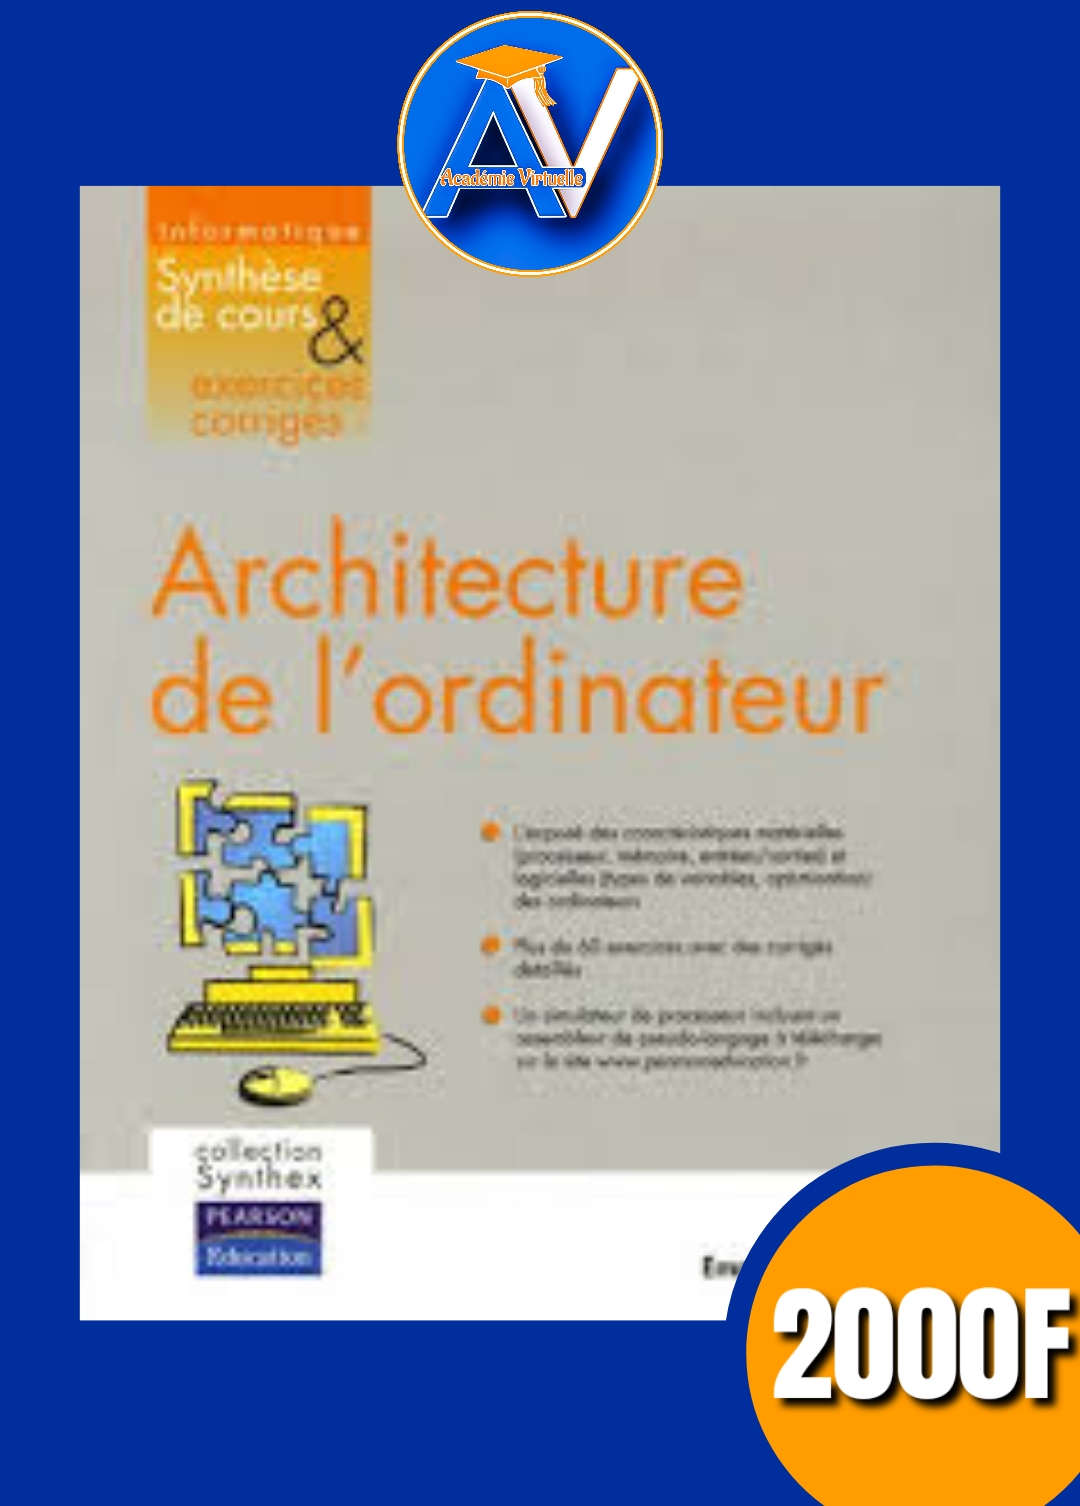 AV
Académie Virtuelle
Informatique
Synthèse
de cours
&
exercices
corrigés
Architecture
de l'ordinateur
L'exposé des caractéristiques matérielles
(processeur, mémoire, entrées/sorties) et
logicielles (types de variables, optimisation)
des ordinateurs
Plus de 60 exercices avec des corrigés
détaillés
Un simulateur de processeur incluant un
assembleur de pseudo-langage à télécharger
sur le site www.pearsoneducation.fr
collection
Synthex
PEARSON
Education
2000F